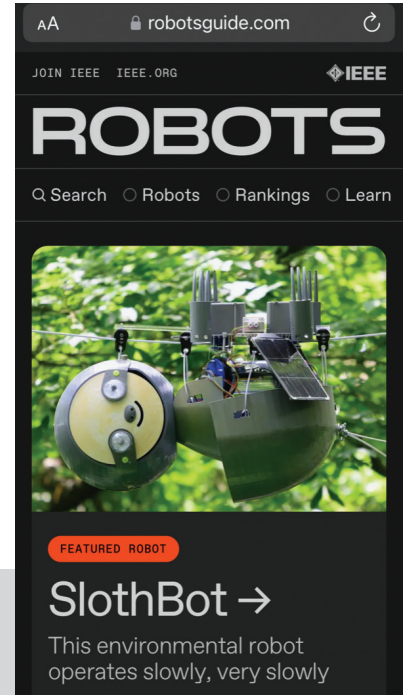 AA robotsguide.com
JOIN IEEE IEEE.ORG IEEE
ROBOTS
Search Robots Rankings Learn
FEATURED ROBOT
SlothBot →
This environmental robot
operates slowly, very slowly